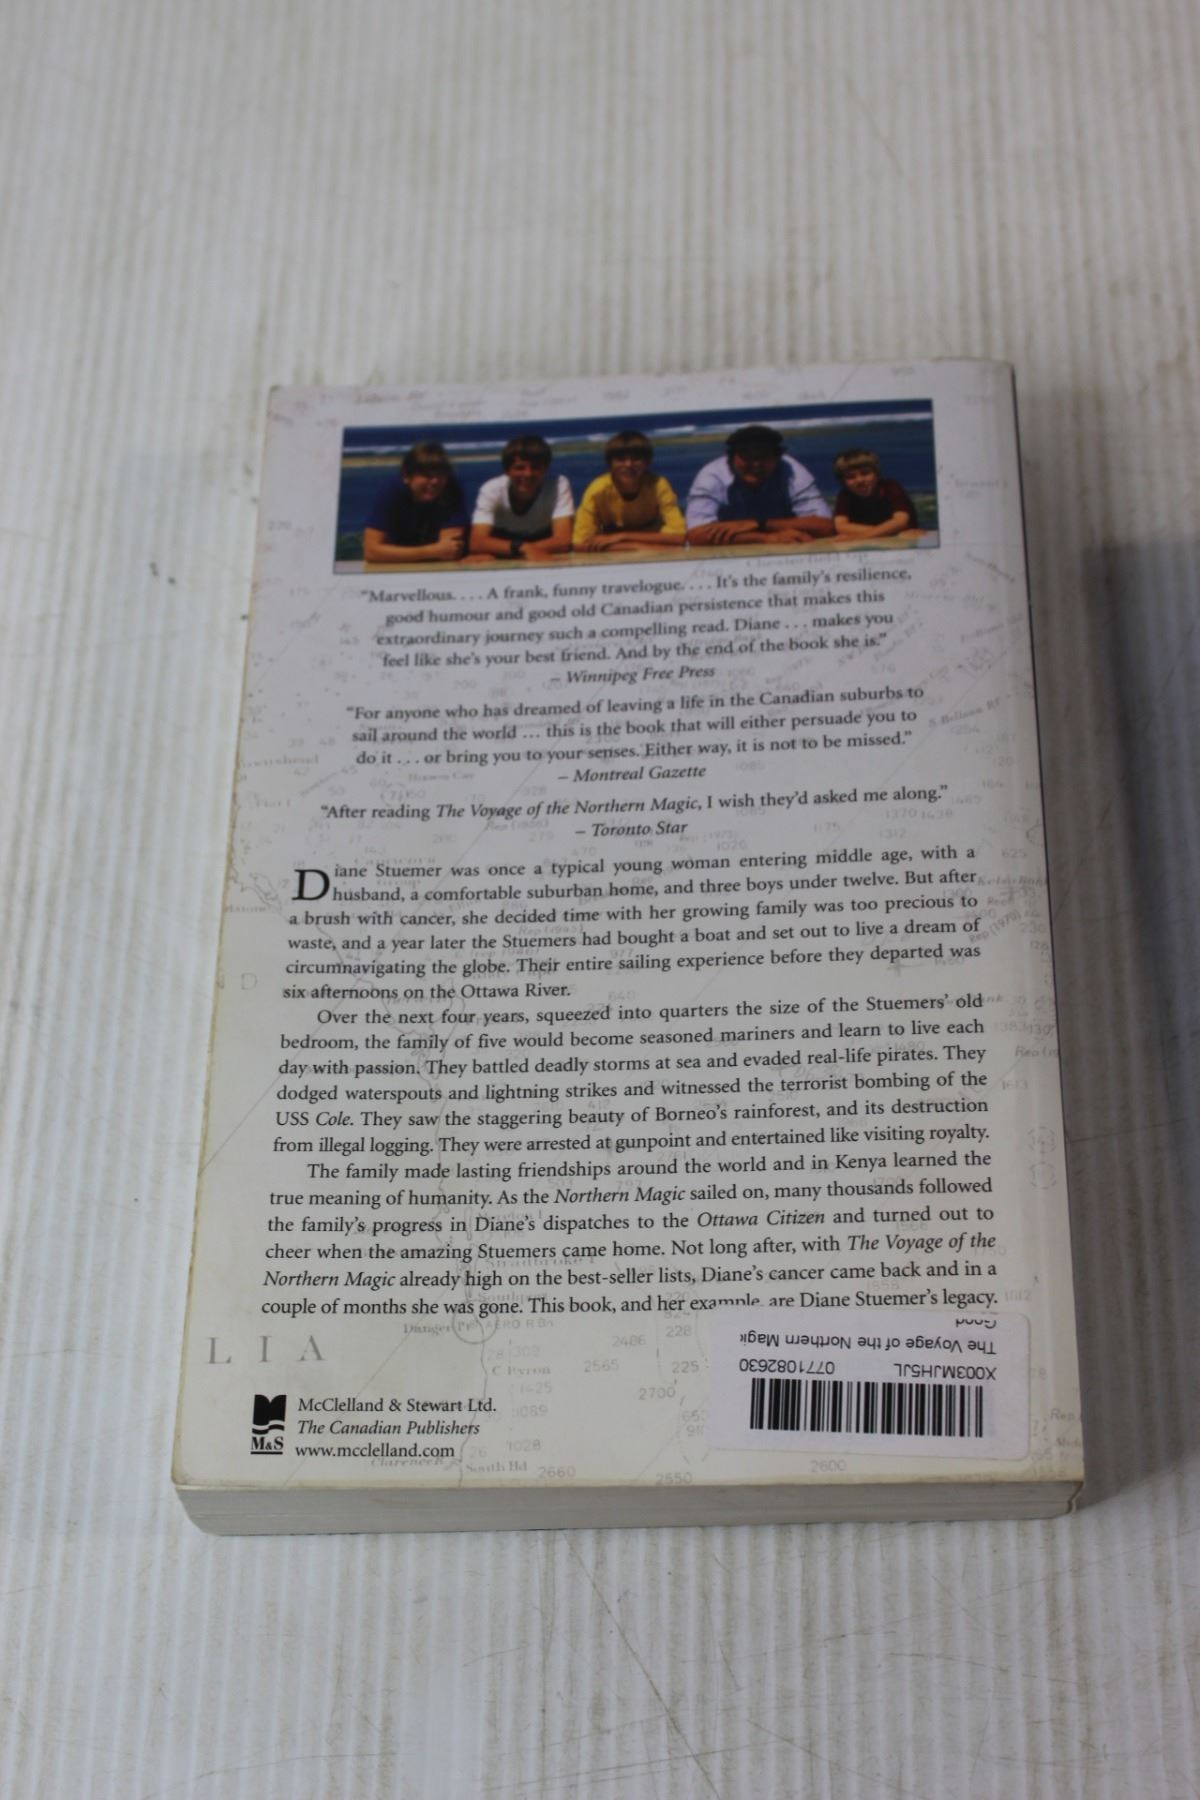 "Marvellous. . . . A frank, funny travelogue. . . . It's the family's resilience,
good humour and good old Canadian persistence that makes this
extraordinary journey such a compelling read. Diane . . . makes you
feel like she's your best friend. And by the end of the book she is."
– Winnipeg Free Press
"For anyone who has dreamed of leaving a life in the Canadian suburbs to
sail around the world ... this is the book that will either persuade you to
do it . . . or bring you to your senses. Either way, it is not to be missed."
– Montreal Gazette
"After reading The Voyage of the Northern Magic, I wish they'd asked me along."
– Toronto Star
Diane Stuemer was once a typical young woman entering middle age, with a
husband, a comfortable suburban home, and three boys under twelve. But after
a brush with cancer, she decided time with her growing family was too precious to
waste, and a year later the Stuemers had bought a boat and set out to live a dream of
circumnavigating the globe. Their entire sailing experience before they departed was
six afternoons on the Ottawa River.
Over the next four years, squeezed into quarters the size of the Stuemers' old
bedroom, the family of five would become seasoned mariners and learn to live each
day with passion. They battled deadly storms at sea and evaded real-life pirates. They
dodged waterspouts and lightning strikes and witnessed the terrorist bombing of the
USS Cole. They saw the staggering beauty of Borneo's rainforest, and its destruction
from illegal logging. They were arrested at gunpoint and entertained like visiting royalty.
The family made lasting friendships around the world and in Kenya learned the
true meaning of humanity. As the Northern Magic sailed on, many thousands followed
the family's progress in Diane's dispatches to the Ottawa Citizen and turned out to
cheer when the amazing Stuemers came home. Not long after, with The Voyage of the
Northern Magic already high on the best-seller lists, Diane's cancer came back and in a
couple of months she was gone. This book, and her example, are Diane Stuemer's legacy.
L I A
McClelland & Stewart Ltd.
The Canadian Publishers
www.mcclelland.com
M&S
X003MJH5JL 0771082630
The Voyage of the Northern Magi
Good
Danger Pt
AERO R Bn
2486
228
C Byron
2565
225
2700
1089
1028
South Hd
2660
2550
2600